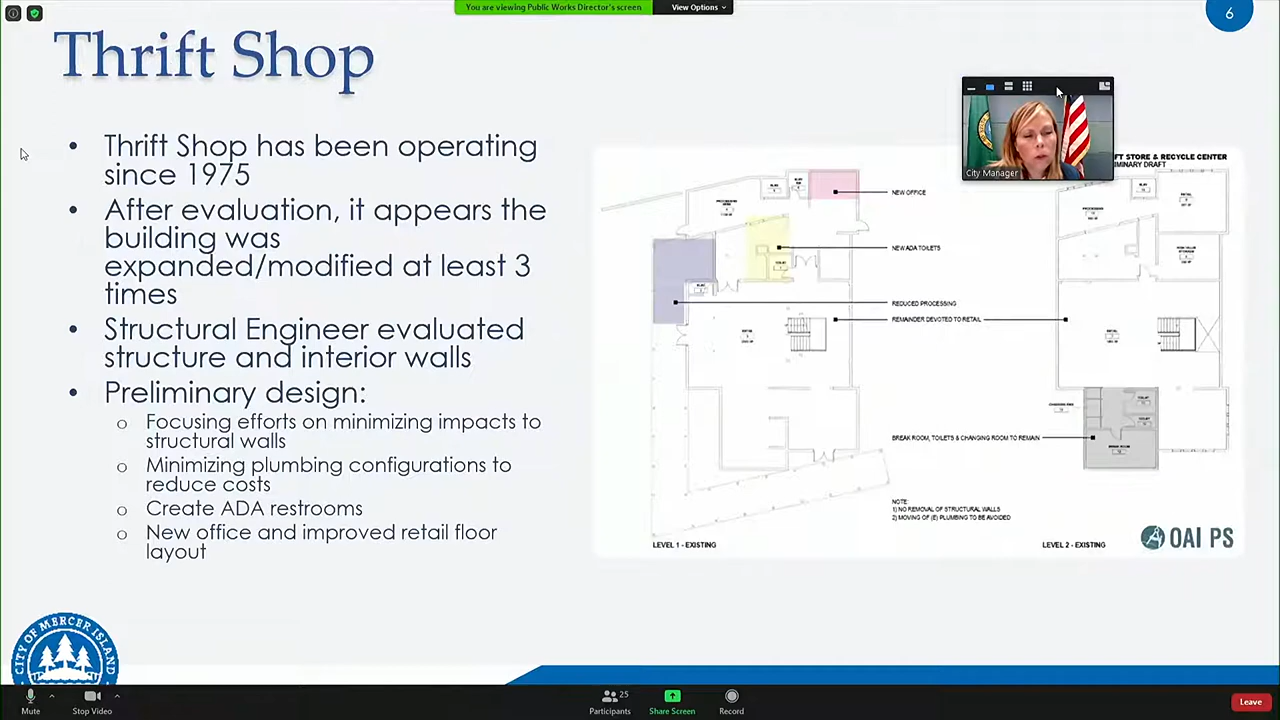 You are viewing Public Works Director's screen
View Options
6
Thrift Shop
• Thrift Shop has been operating
since 1975
• After evaluation, it appears the
building was
expanded/modified at least 3
times
• Structural Engineer evaluated
structure and interior walls
• Preliminary design:
o Focusing efforts on minimizing impacts to
structural walls
o Minimizing plumbing configurations to
reduce costs
o Create ADA restrooms
o New office and improved retail floor
layout
City Manager
FT STORE & RECYCLE CENTER
MINARY DRAFT
NEW OFFICE
NEW ADA TOILETS
REDUCED PROCESSING
REMAINDER DEVOTED TO RETAIL
BREAK ROOM, TOILETS & CHANGING ROOM TO REMAIN
NOTE:
1) NO REMOVAL OF STRUCTURAL WALLS
2) MOVING OF (E) PLUMBING TO BE AVOIDED
LEVEL 1 - EXISTING
LEVEL 2 - EXISTING
OAI PS
CITY OF MERCER ISLAND
Mute
Stop Video
25
Participants
Share Screen
Record
Leave